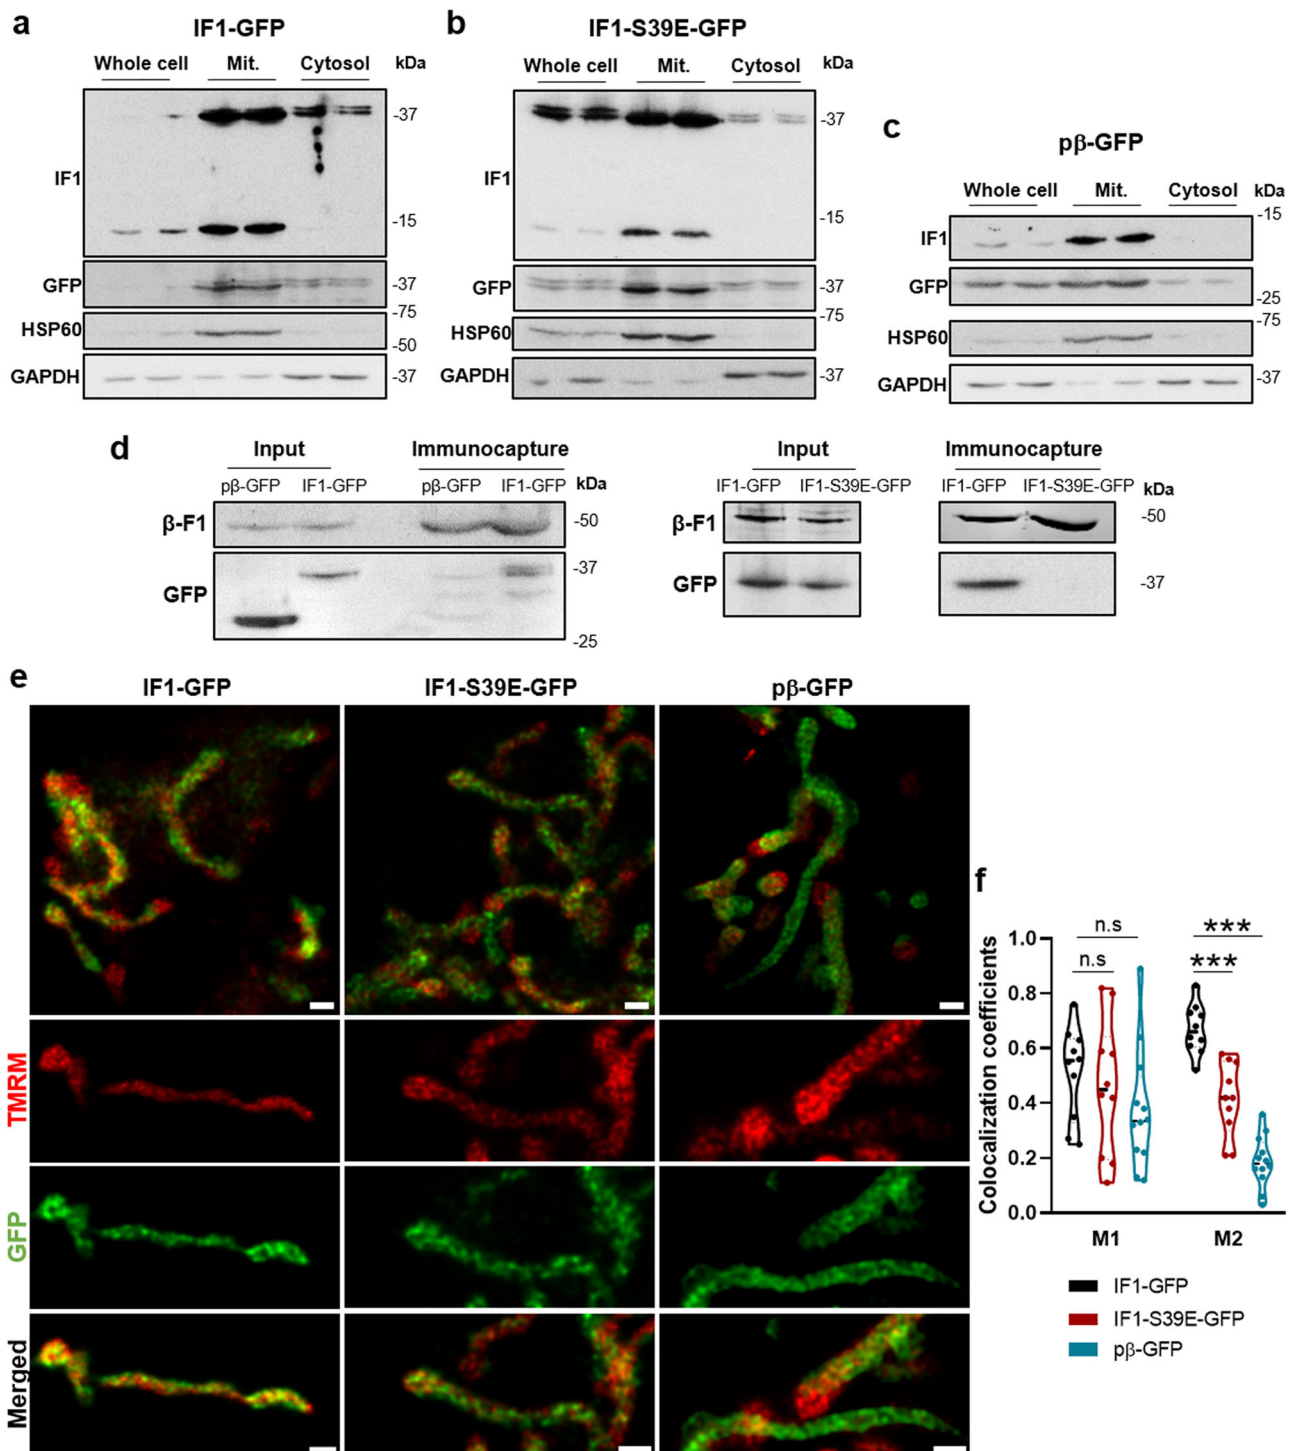 a
IF1-GFP
Whole cell Mit. Cytosol kDa
IF1
-37
-15
GFP
-37
-75
HSP60
-50
GAPDH
-37
b
IF1-S39E-GFP
Whole cell Mit. Cytosol kDa
IF1
-37
-15
GFP
-37
-75
HSP60
GAPDH
-37
c
pβ-GFP
Whole cell Mit. Cytosol kDa
-15
IF1
GFP
-25
-75
HSP60
GAPDH
-37
d
Input Immunocapture
pβ-GFP IF1-GFP pβ-GFP IF1-GFP kDa
β-F1
-50
-37
GFP
-25
Input Immunocapture
IF1-GFP IF1-S39E-GFP IF1-GFP IF1-S39E-GFP kDa
β-F1
-50
GFP
-37
e
IF1-GFP IF1-S39E-GFP pβ-GFP
TMRM
GFP
Merged
f
Colocalization coefficients
1.0
0.8
0.6
0.4
0.2
0.0
n.s
n.s
***
***
M1 M2
IF1-GFP
IF1-S39E-GFP
pβ-GFP